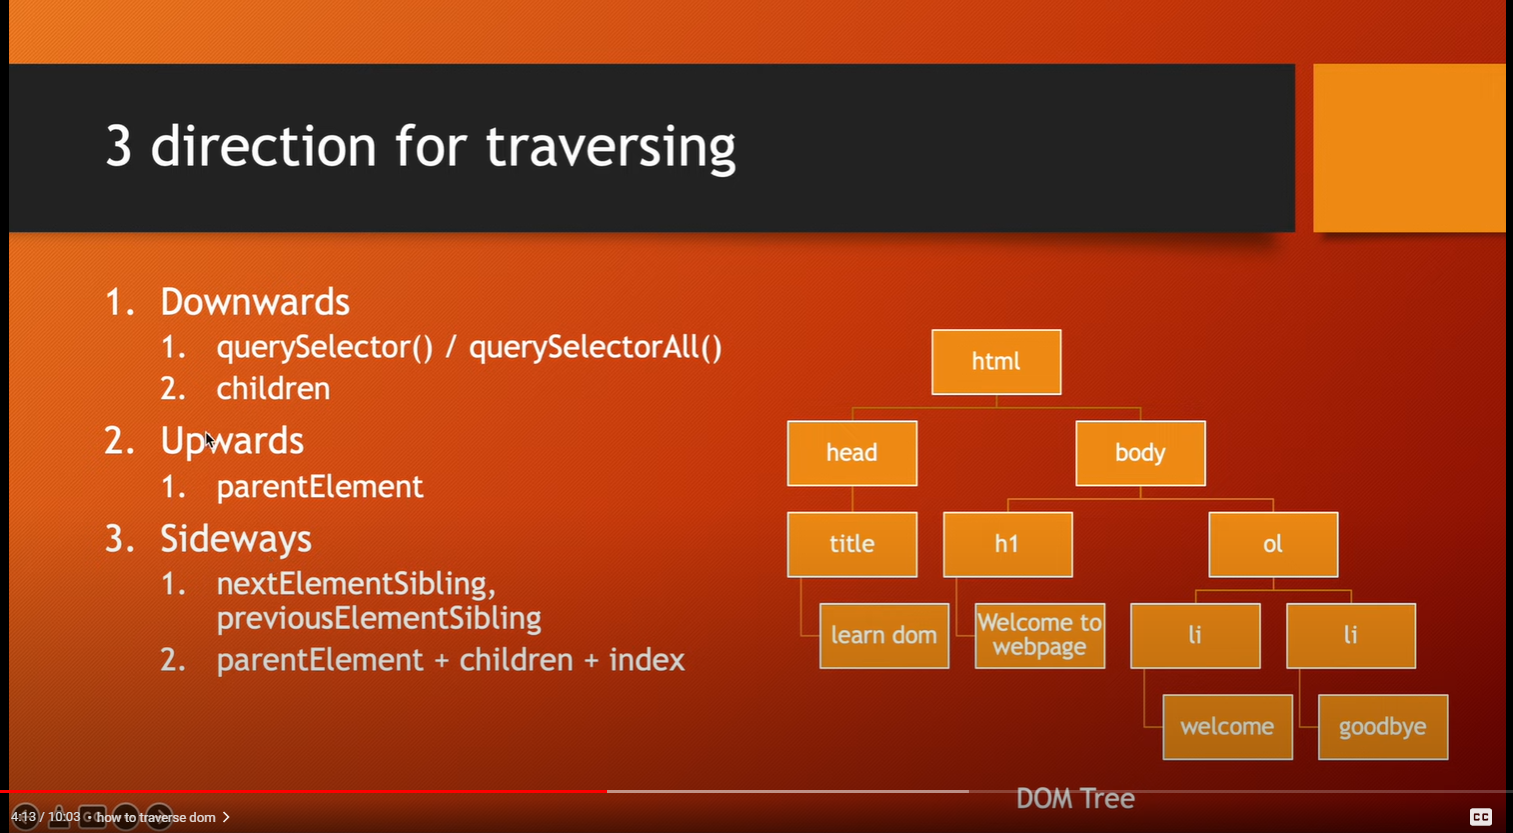 3 direction for traversing
1. Downwards
1. querySelector() / querySelectorAll()
2. children
2. Upwards
1. parentElement
3. Sideways
1. nextElementSibling,
previousElementSibling
2. parentElement + children + index
html
head
body
title
h1
ol
learn dom
Welcome to
webpage
li
li
welcome
goodbye
DOM Tree
4:13 / 10:03 • how to traverse dom
CC